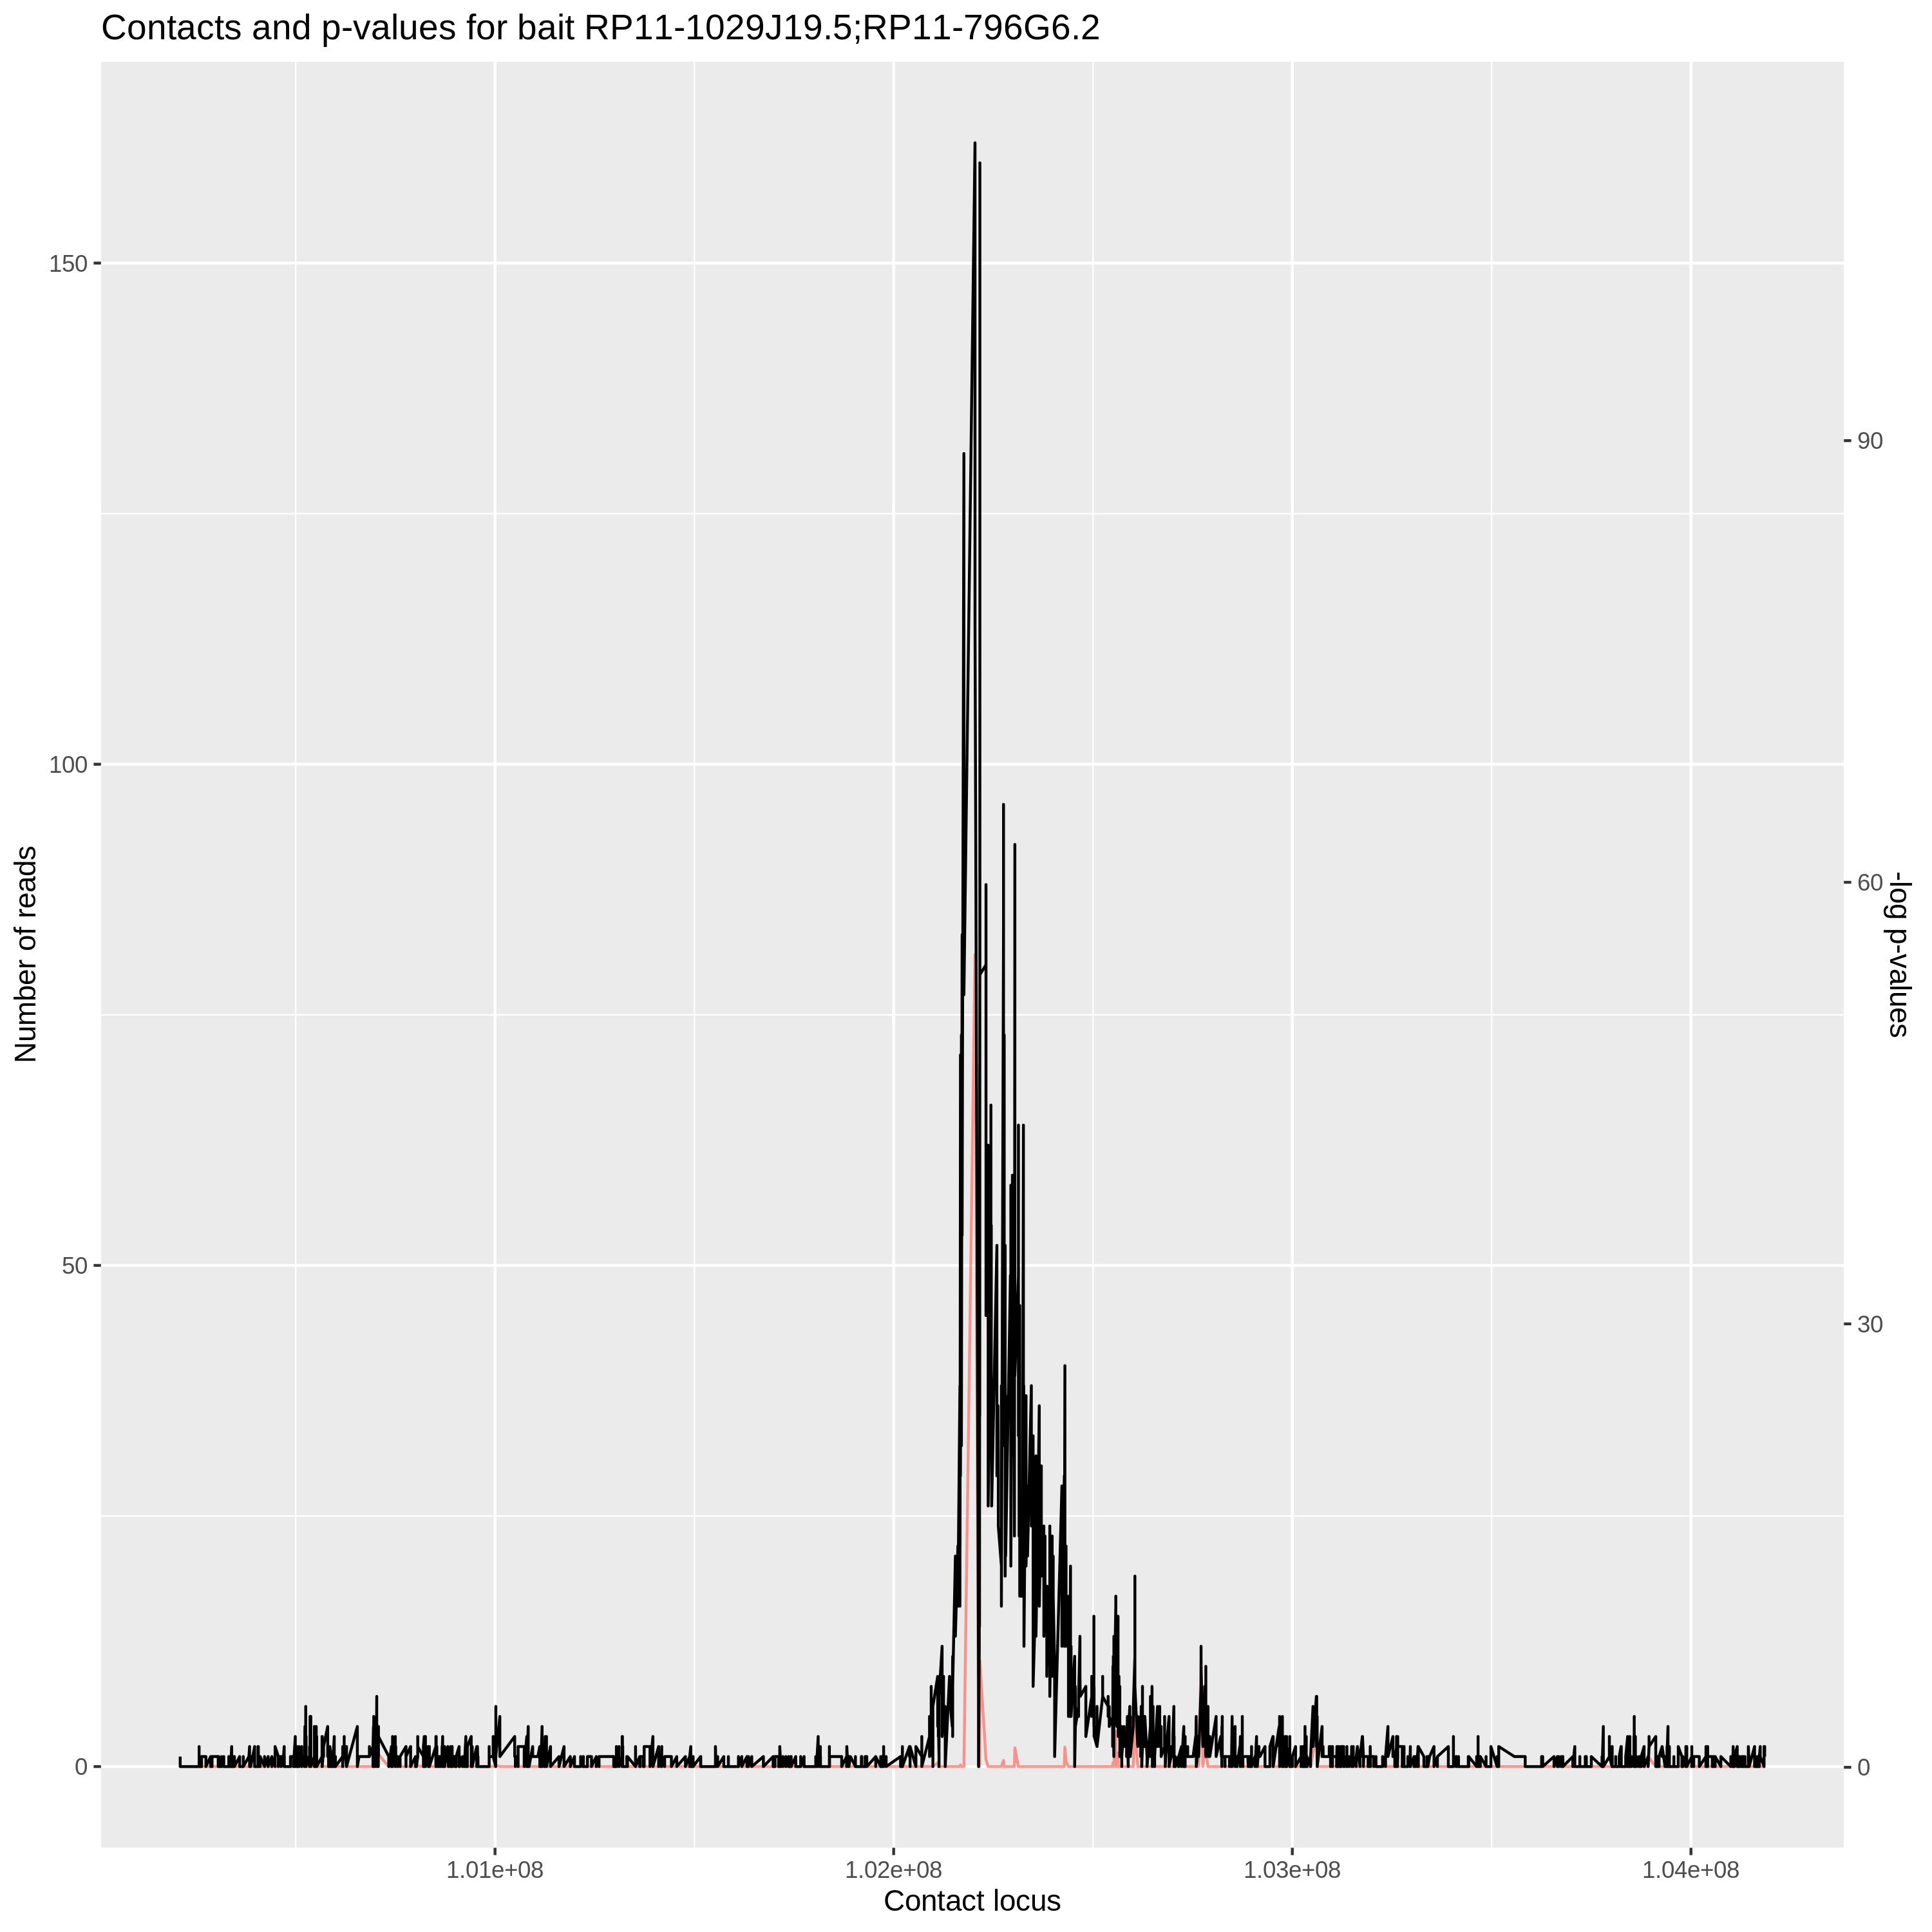 Contacts and p-values for bait RP11-1029J19.5;RP11-796G6.2
150
100
50
0
Number of reads
90
60
30
0
-log p-values
1.01e+08
1.02e+08
1.03e+08
1.04e+08
Contact locus